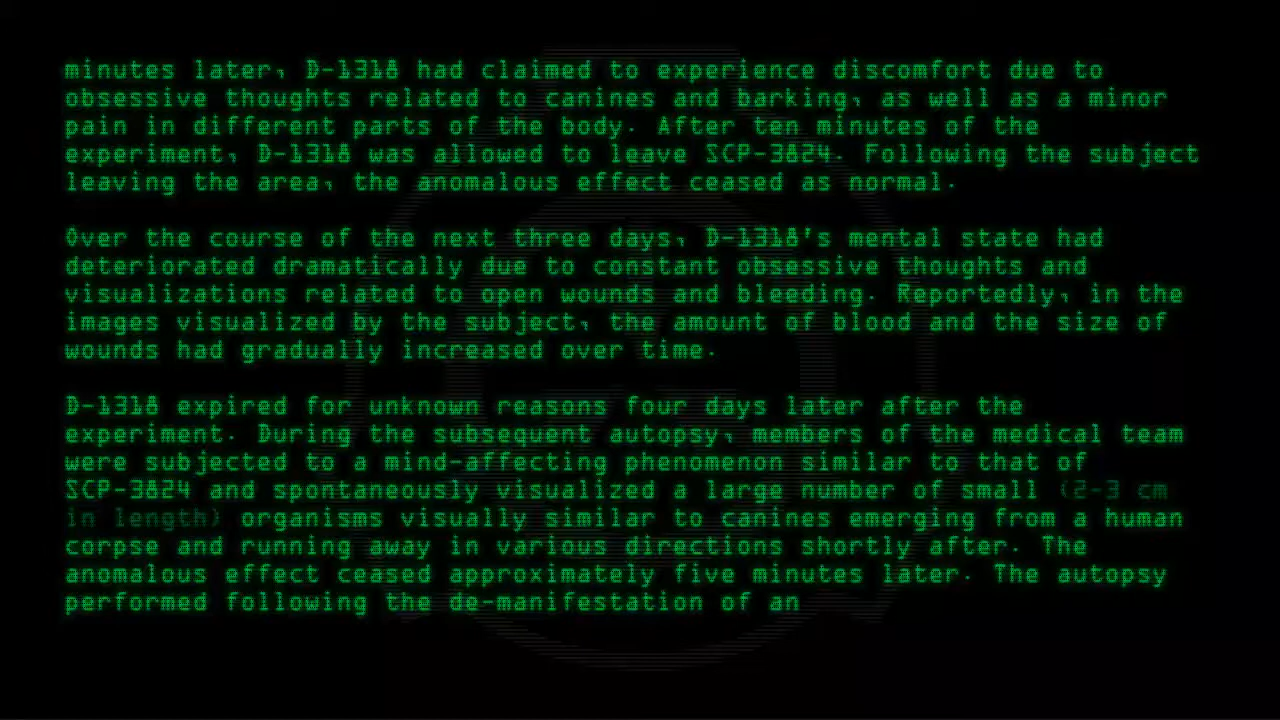 minutes later, D-1318 had claimed to experience discomfort due to
obsessive thoughts related to canines and barking, as well as a minor
pain in different parts of the body. After ten minutes of the
experiment, D-1318 was allowed to leave SCP-3824. Following the subject
leaving the area, the anomalous effect ceased as normal.
Over the course of the next three days, D-1318's mental state had
deteriorated dramatically due to constant obsessive thoughts and
visualizations related to open wounds and bleeding. Reportedly, in the
images visualized by the subject, the amount of blood and the size of
wounds had gradually increased over time.
D-1318 expired for unknown reasons four days later after the
experiment. During the subsequent autopsy, members of the medical team
were subjected to a mind-affecting phenomenon similar to that of
SCP-3824 and spontaneously visualized a large number of small (2-3 cm
in length) organisms visually similar to canines emerging from a human
corpse and running away in various directions shortly after. The
anomalous effect ceased approximately five minutes later. The autopsy
performed following the de-manifestation of an